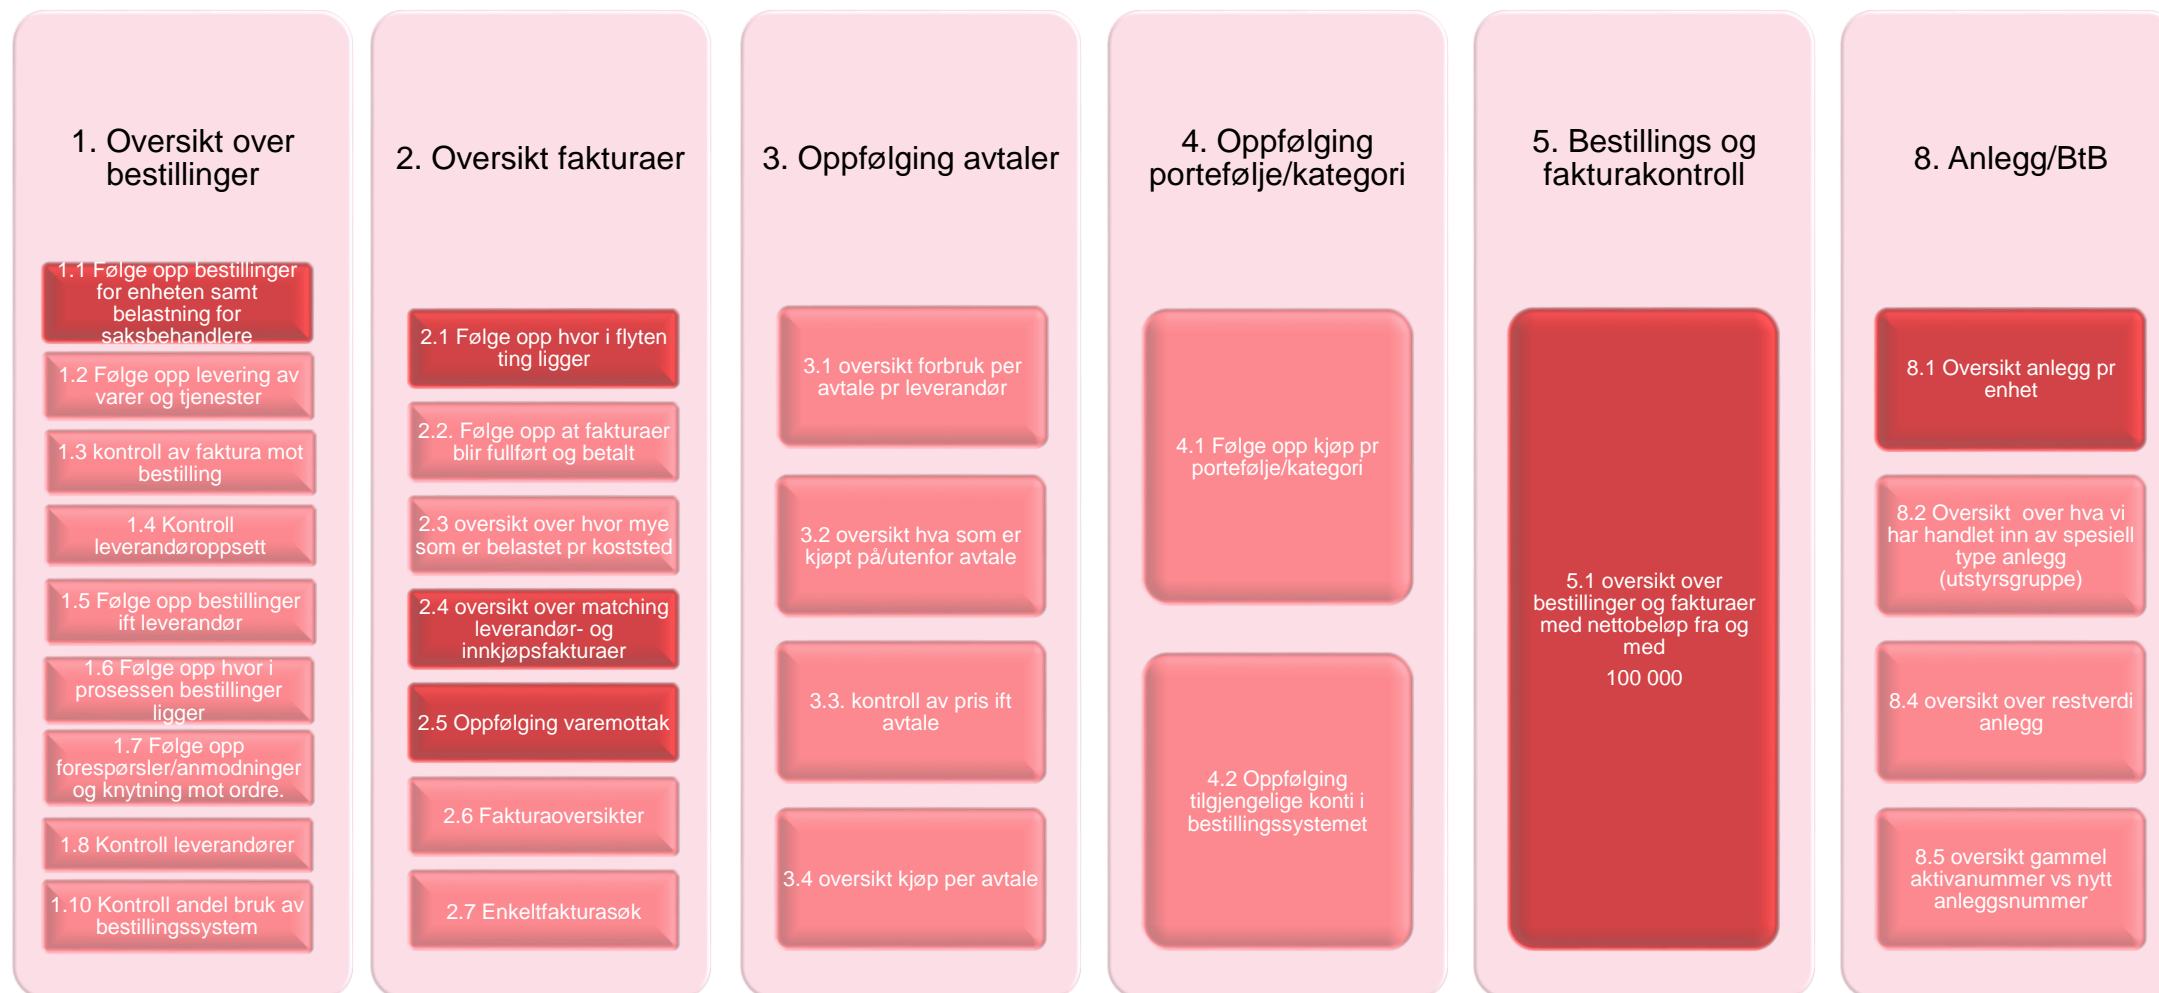 1. Oversikt over
bestillinger
1.1 Følge opp bestillinger
for enheten samt
belastning for
saksbehandlere
1.2 Følge opp levering av
varer og tjenester
1.3 kontroll av faktura mot
bestilling
1.4 Kontroll
leverandøroppsett
1.5 Følge opp bestillinger
ift leverandør
1.6 Følge opp hvor i
prosessen bestillinger
ligger
1.7 Følge opp
forespørsler/anmodninger
og knytning mot ordre.
1.8 Kontroll leverandører
1.10 Kontroll andel bruk av
bestillingssystem
2. Oversikt fakturaer
2.1 Følge opp hvor i flyten
ting ligger
2.2. Følge opp at fakturaer
blir fullført og betalt
2.3 oversikt over hvor mye
som er belastet pr koststed
2.4 oversikt over matching
leverandør- og
innkjøpsfakturaer
2.5 Oppfølging varemottak
2.6 Fakturaoversikter
2.7 Enkeltfakturasøk
3. Oppfølging avtaler
3.1 oversikt forbruk per
avtale pr leverandør
3.2 oversikt hva som er
kjøpt på/utenfor avtale
3.3. kontroll av pris ift
avtale
3.4 oversikt kjøp per avtale
4. Oppfølging
portefølje/kategori
4.1 Følge opp kjøp pr
portefølje/kategori
4.2 Oppfølging
tilgjengelige konti i
bestillingssystemet
5. Bestillings og
fakturakontroll
5.1 oversikt over
bestillinger og fakturaer
med nettobeløp fra og
med
100 000
8. Anlegg/BtB
8.1 Oversikt anlegg pr
enhet
8.2 Oversikt  over hva vi
har handlet inn av spesiell
type anlegg
(utstyrsgruppe)
8.4 oversikt over restverdi
anlegg
8.5 oversikt gammel
aktivanummer vs nytt
anleggsnummer